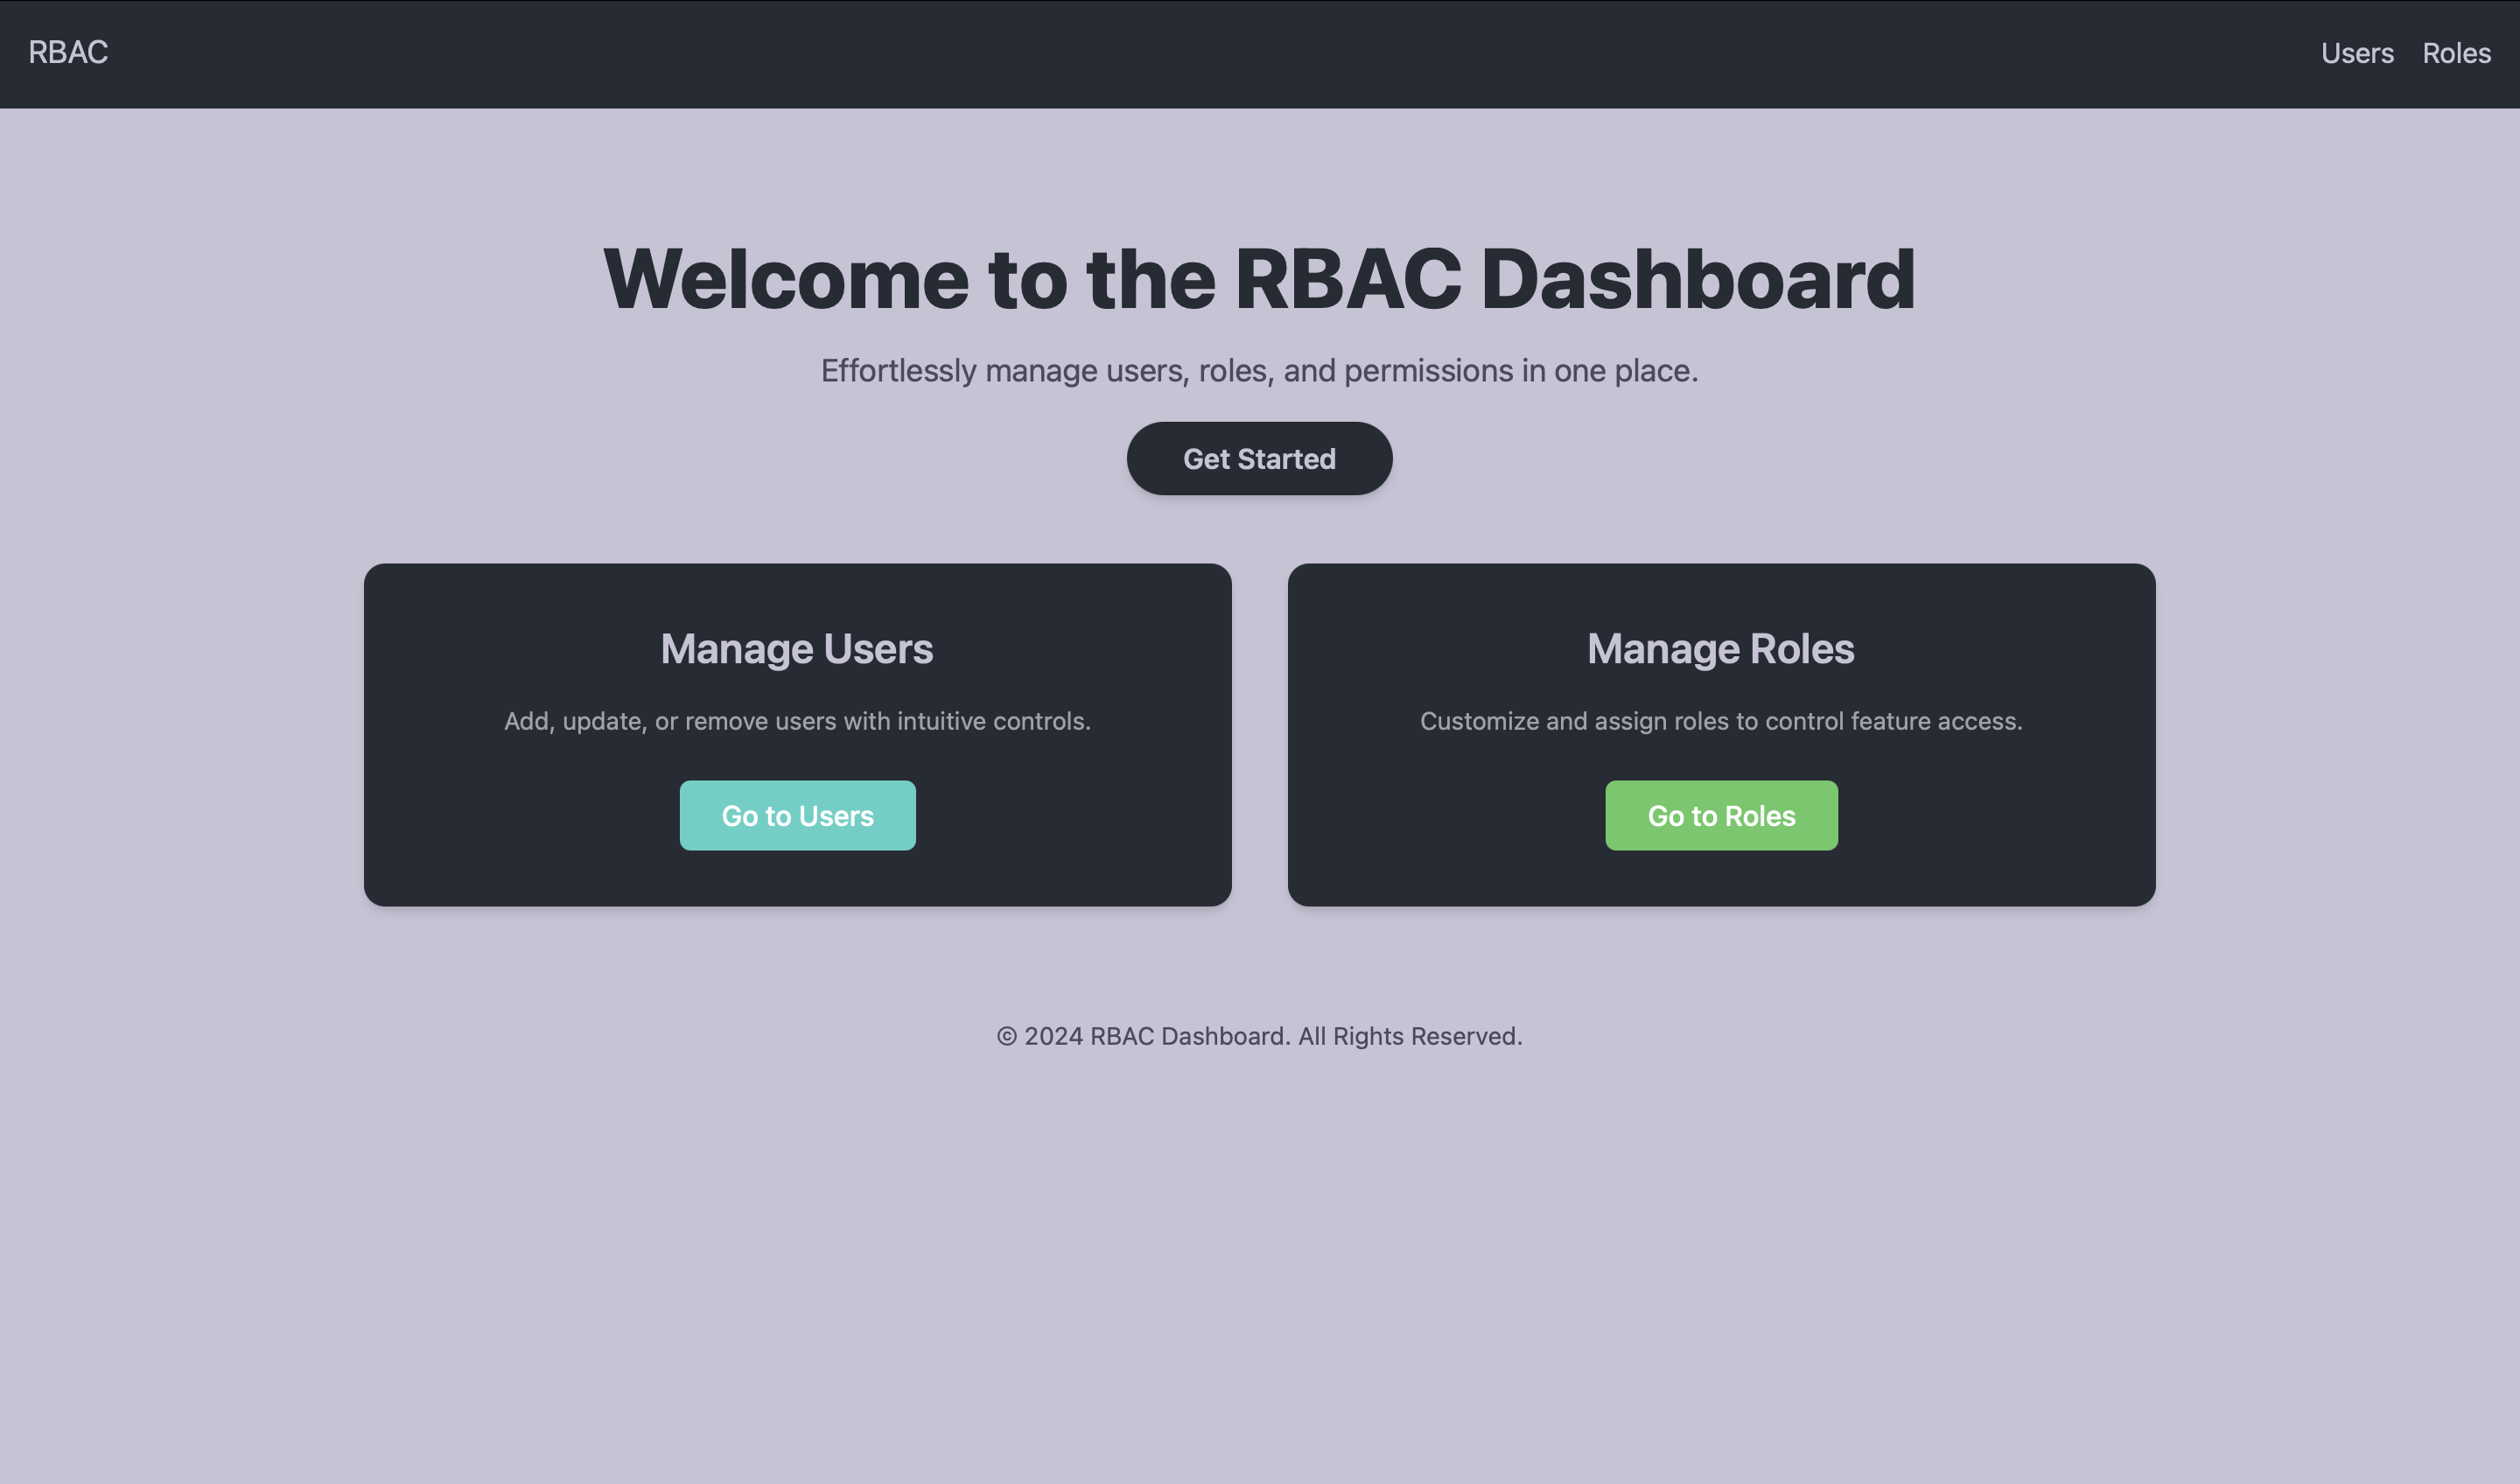 RBAC
Users Roles
Welcome to the RBAC Dashboard
Effortlessly manage users, roles, and permissions in one place.
Get Started
Manage Users
Add, update, or remove users with intuitive controls.
Go to Users
Manage Roles
Customize and assign roles to control feature access.
Go to Roles
© 2024 RBAC Dashboard. All Rights Reserved.